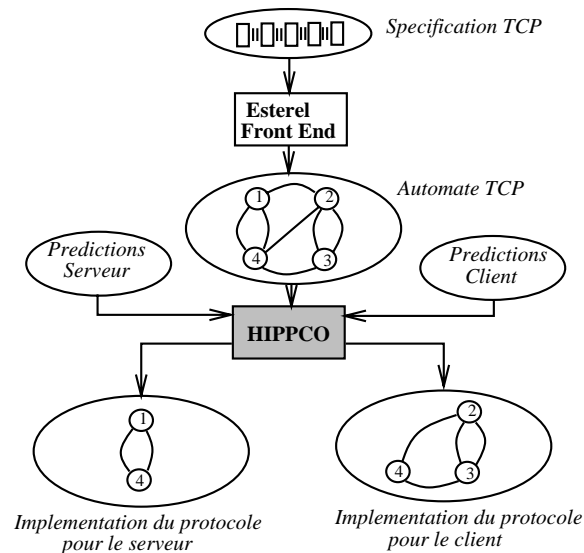 Specification TCP
Esterel
Front End
Automate TCP
1
2
4
3
Predictions
Serveur
Predictions
Client
HIPPCO
1
4
2
4
3
Implementation du protocole
pour le serveur
Implementation du protocole
pour le client